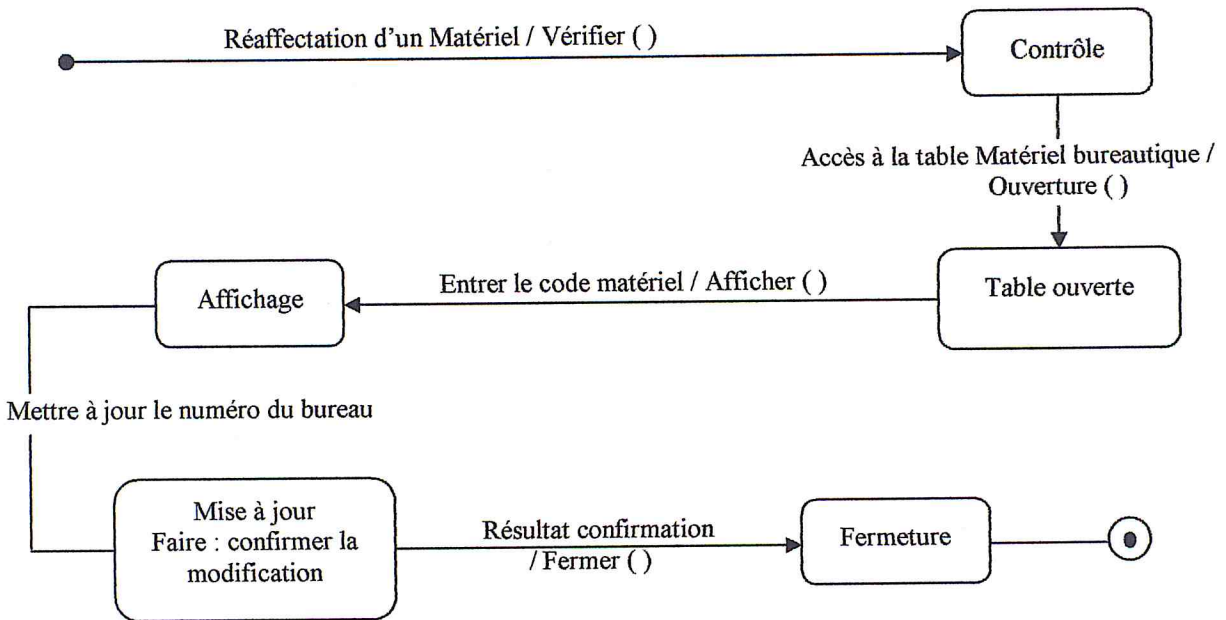 Réaffectation d'un Matériel / Vérifier ( )
Contrôle
Accès à la table Matériel bureautique /
Ouverture ( )
Table ouverte
Entrer le code matériel / Afficher ( )
Affichage
Mettre à jour le numéro du bureau
Mise à jour
Faire : confirmer la
modification
Résultat confirmation
/ Fermer ( )
Fermeture